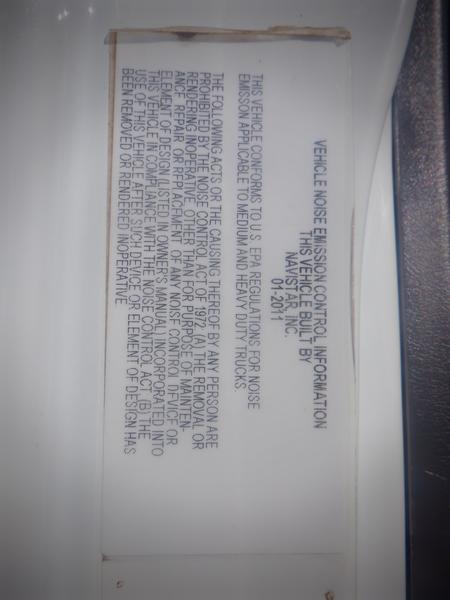 VEHICLE NOISE EMISSION CONTROL INFORMATION
THIS VEHICLE BUILT BY
NAVISTAR, INC.
01-2011
THIS VEHICLE CONFORMS TO U.S. EPA REGULATIONS FOR NOISE
EMISSON APPLICABLE TO MEDIUM AND HEAVY DUTY TRUCKS.
THE FOLLOWING ACTS OR THE CAUSING THEREOF BY ANY PERSON ARE
PROHIBITED BY THE NOISE CONTROL ACT OF 1972 (A) THE REMOVAL OR
RENDERING INOPERATIVE, OTHER THAN FOR PURPOSE OF MAINTEN-
ANCE REPAIR OR REPLACEMENT OF ANY NOISE CONTROL DEVICE OR
ELEMENT OF DESIGN (LISTED IN OWNER'S MANUAL) INCORPORATED INTO
THIS VEHICLE IN COMPLIANCE WITH THE NOISE CONTROL ACT, (B) THE
USE OF THIS VEHICLE AFTER SUCH DEVICE OR ELEMENT OF DESIGN HAS
BEEN REMOVED OR RENDERED INOPERATIVE